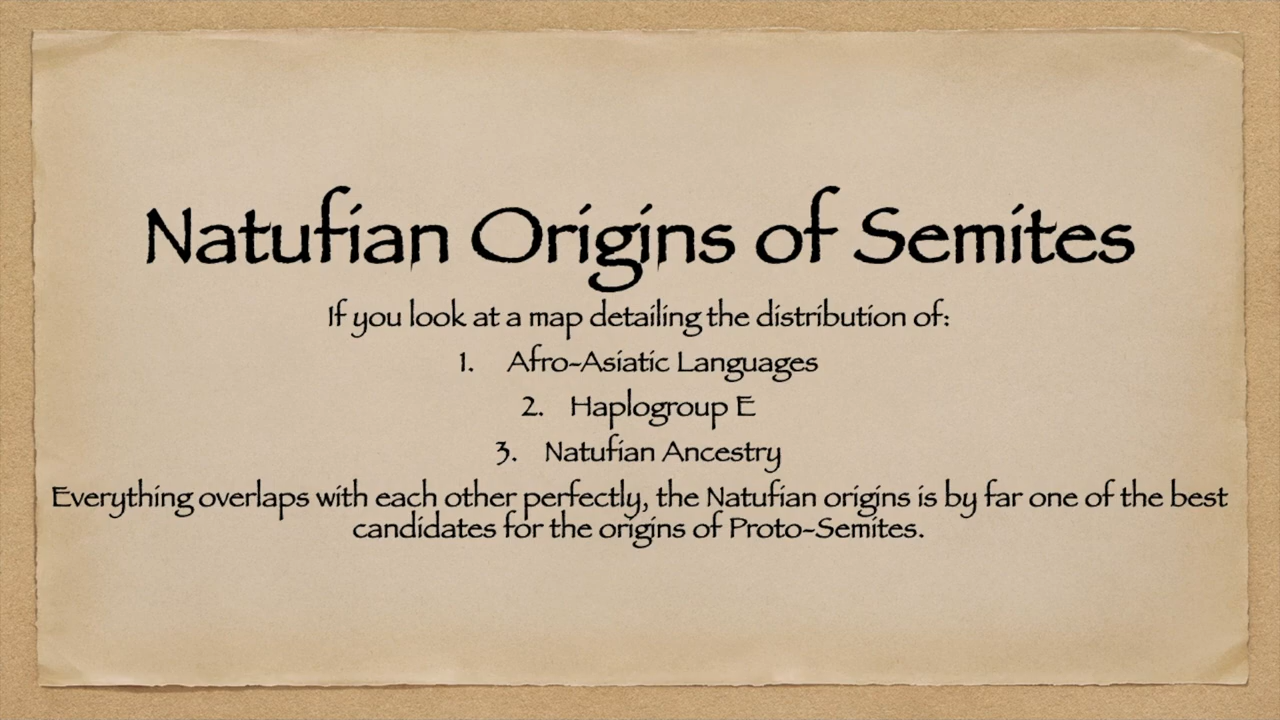 Natufian Origins of Semites
If you look at a map detailing the distribution of:
1. Afro-Asiatic Languages
2. Haplogroup E
3. Natufian Ancestry
Everything overlaps with each other perfectly, the Natufian origins is by far one of the best
candidates for the origins of Proto-Semites.